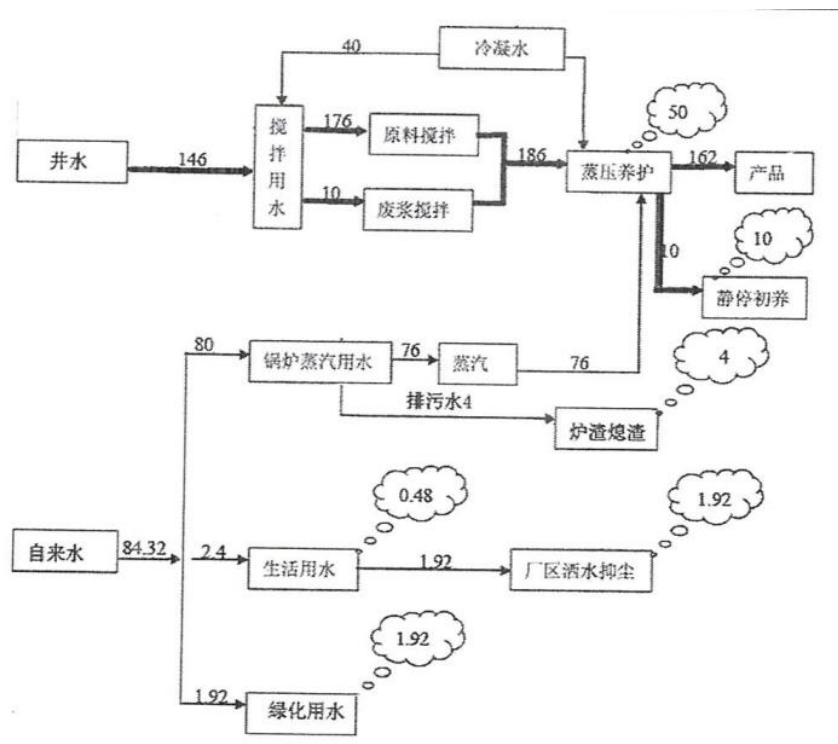 冷凝水
40
50
搅拌用水
176
原料搅拌
井水
146
186
蒸压养护
162
产品
10
废浆搅拌
10
10
静停初养
80
锅炉蒸汽用水
76
蒸汽
76
4
排污水4
炉渣熄渣
0.48
1.92
自来水
84.32
2.4
生活用水
1.92
厂区洒水抑尘
1.92
1.92
绿化用水